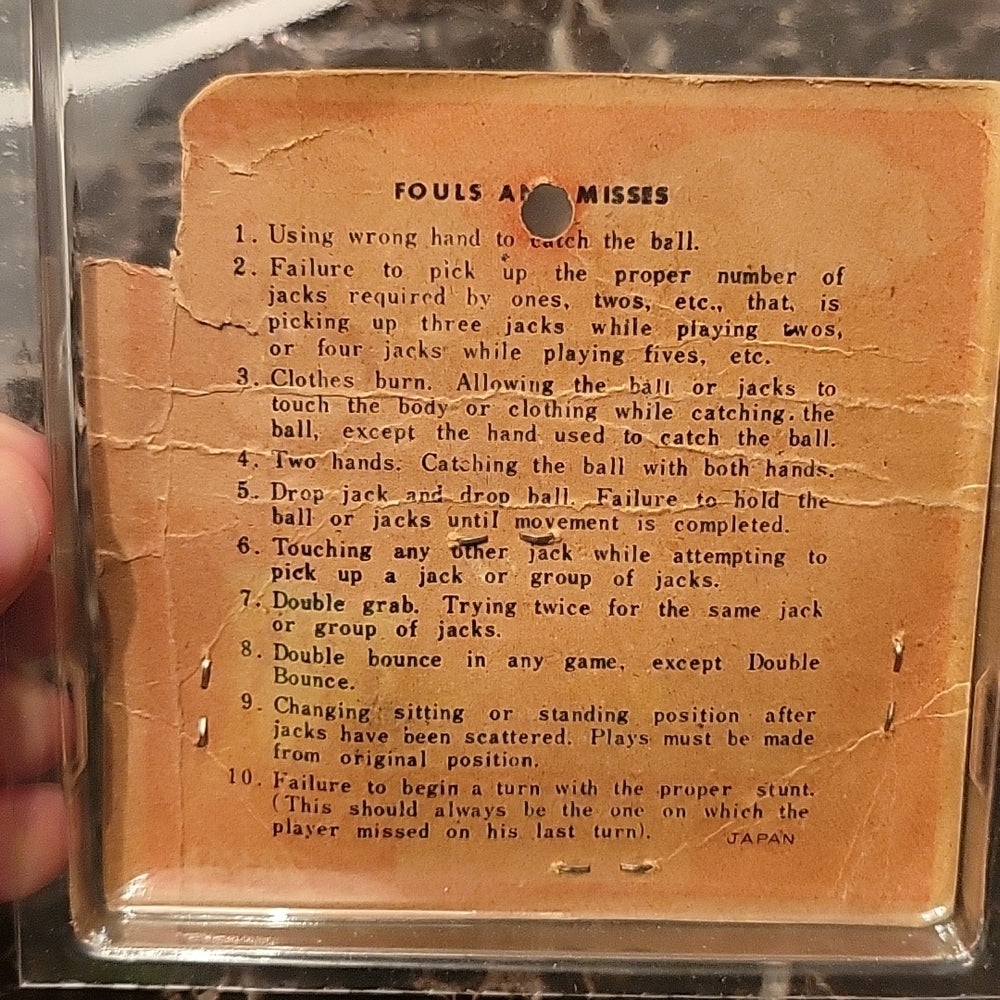 FOULS AND MISSES
1. Using wrong hand to catch the ball.
2. Failure to pick up the proper number of
jacks required by ones, twos, etc., that, is
picking up three jacks while playing twos,
or four jacks while playing fives, etc.
3. Clothes burn. Allowing the ball or jacks to
touch the body or clothing while catching the
ball, except the hand used to catch the ball.
4. Two hands. Catching the ball with both hands.
5. Drop jack and drop ball. Failure to hold the
ball or jacks until movement is completed.
6. Touching any other jack while attempting to
pick up a jack or group of jacks.
7. Double grab. Trying twice for the same jack
or group of jacks.
8. Double bounce in any game, except Double
Bounce.
9. Changing sitting or standing position after
jacks have been scattered. Plays must be made
from original position.
10. Failure to begin a turn with the proper stunt.
(This should always be the one on which the
player missed on his last turn).
JAPAN